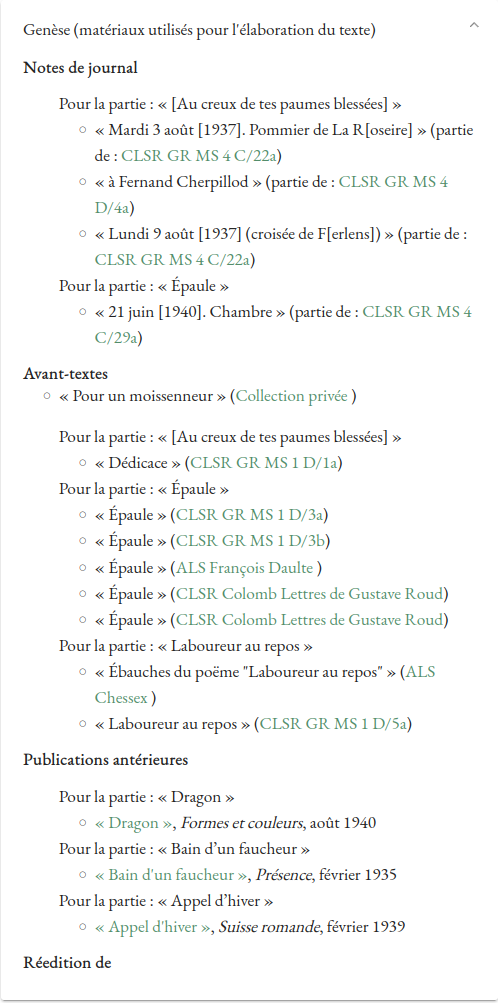 Genèse (matériaux utilisés pour l'élaboration du texte)
Notes de journal
Pour la partie : « [Au creux de tes paumes blessées] »
« Mardi 3 août [1937]. Pommier de La R[oseire] » (partie
de : CLSR GR MS 4 C/22a)
« à Fernand Cherpillod » (partie de : CLSR GR MS 4
D/4a)
« Lundi 9 août [1937] (croisée de F[erlens]) » (partie de :
CLSR GR MS 4 C/22a)
Pour la partie : « Épaule »
« 21 juin [1940]. Chambre » (partie de : CLSR GR MS 4
C/29a)
Avant-textes
« Pour un moissenneur » (Collection privée )
Pour la partie : « [Au creux de tes paumes blessées] »
« Dédicace » (CLSR GR MS 1 D/1a)
Pour la partie : « Épaule »
« Épaule » (CLSR GR MS 1 D/3a)
« Épaule » (CLSR GR MS 1 D/3b)
« Épaule » (ALS François Daulte )
« Épaule » (CLSR Colomb Lettres de Gustave Roud)
« Épaule » (CLSR Colomb Lettres de Gustave Roud)
Pour la partie : « Laboureur au repos »
« Ébauches du poëme "Laboureur au repos" » (ALS
Chessex )
« Laboureur au repos » (CLSR GR MS 1 D/5a)
Publications antérieures
Pour la partie : « Dragon »
« Dragon », Formes et couleurs, août 1940
Pour la partie : « Bain d’un faucheur »
« Bain d'un faucheur », Présence, février 1935
Pour la partie : « Appel d’hiver »
« Appel d'hiver », Suisse romande, février 1939
Réedition de